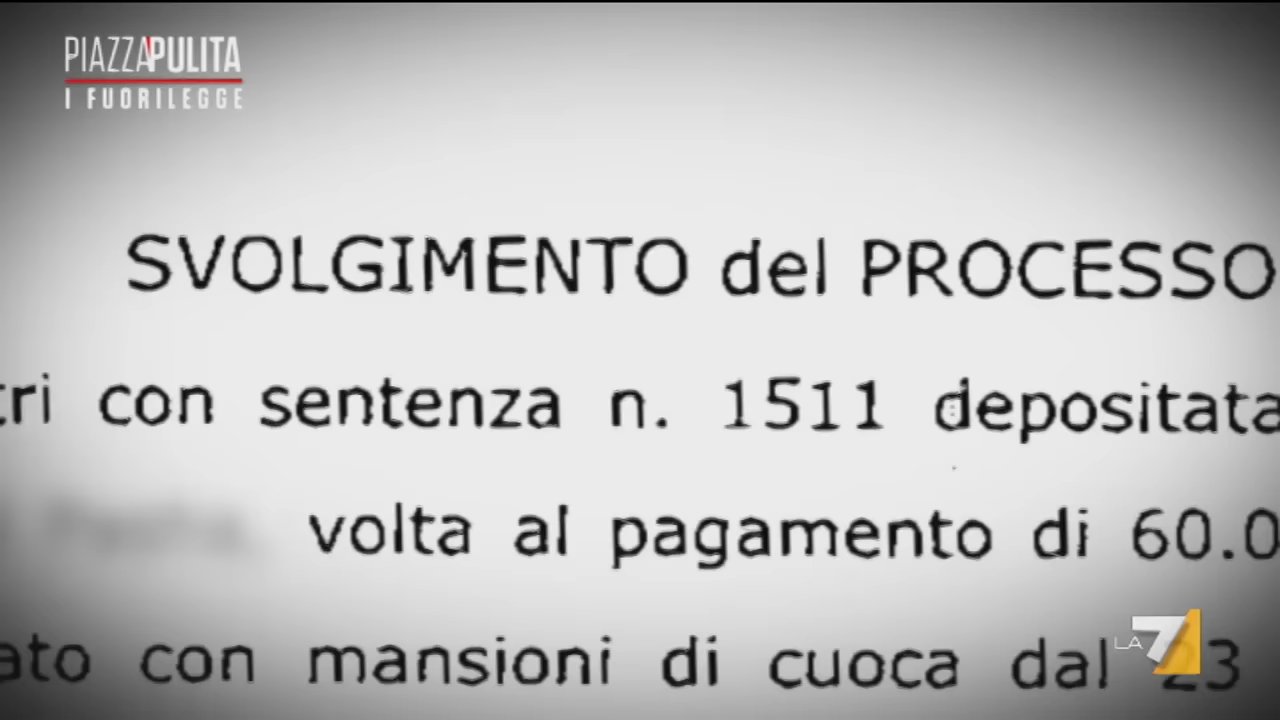 PIAZZAPULITA
I FUORILEGGE
SVOLGIMENTO del PROCESSO
tri con sentenza n. 1511 depositata
volta al pagamento di 60.0
ato con mansioni di cuoca dal 23
LA7